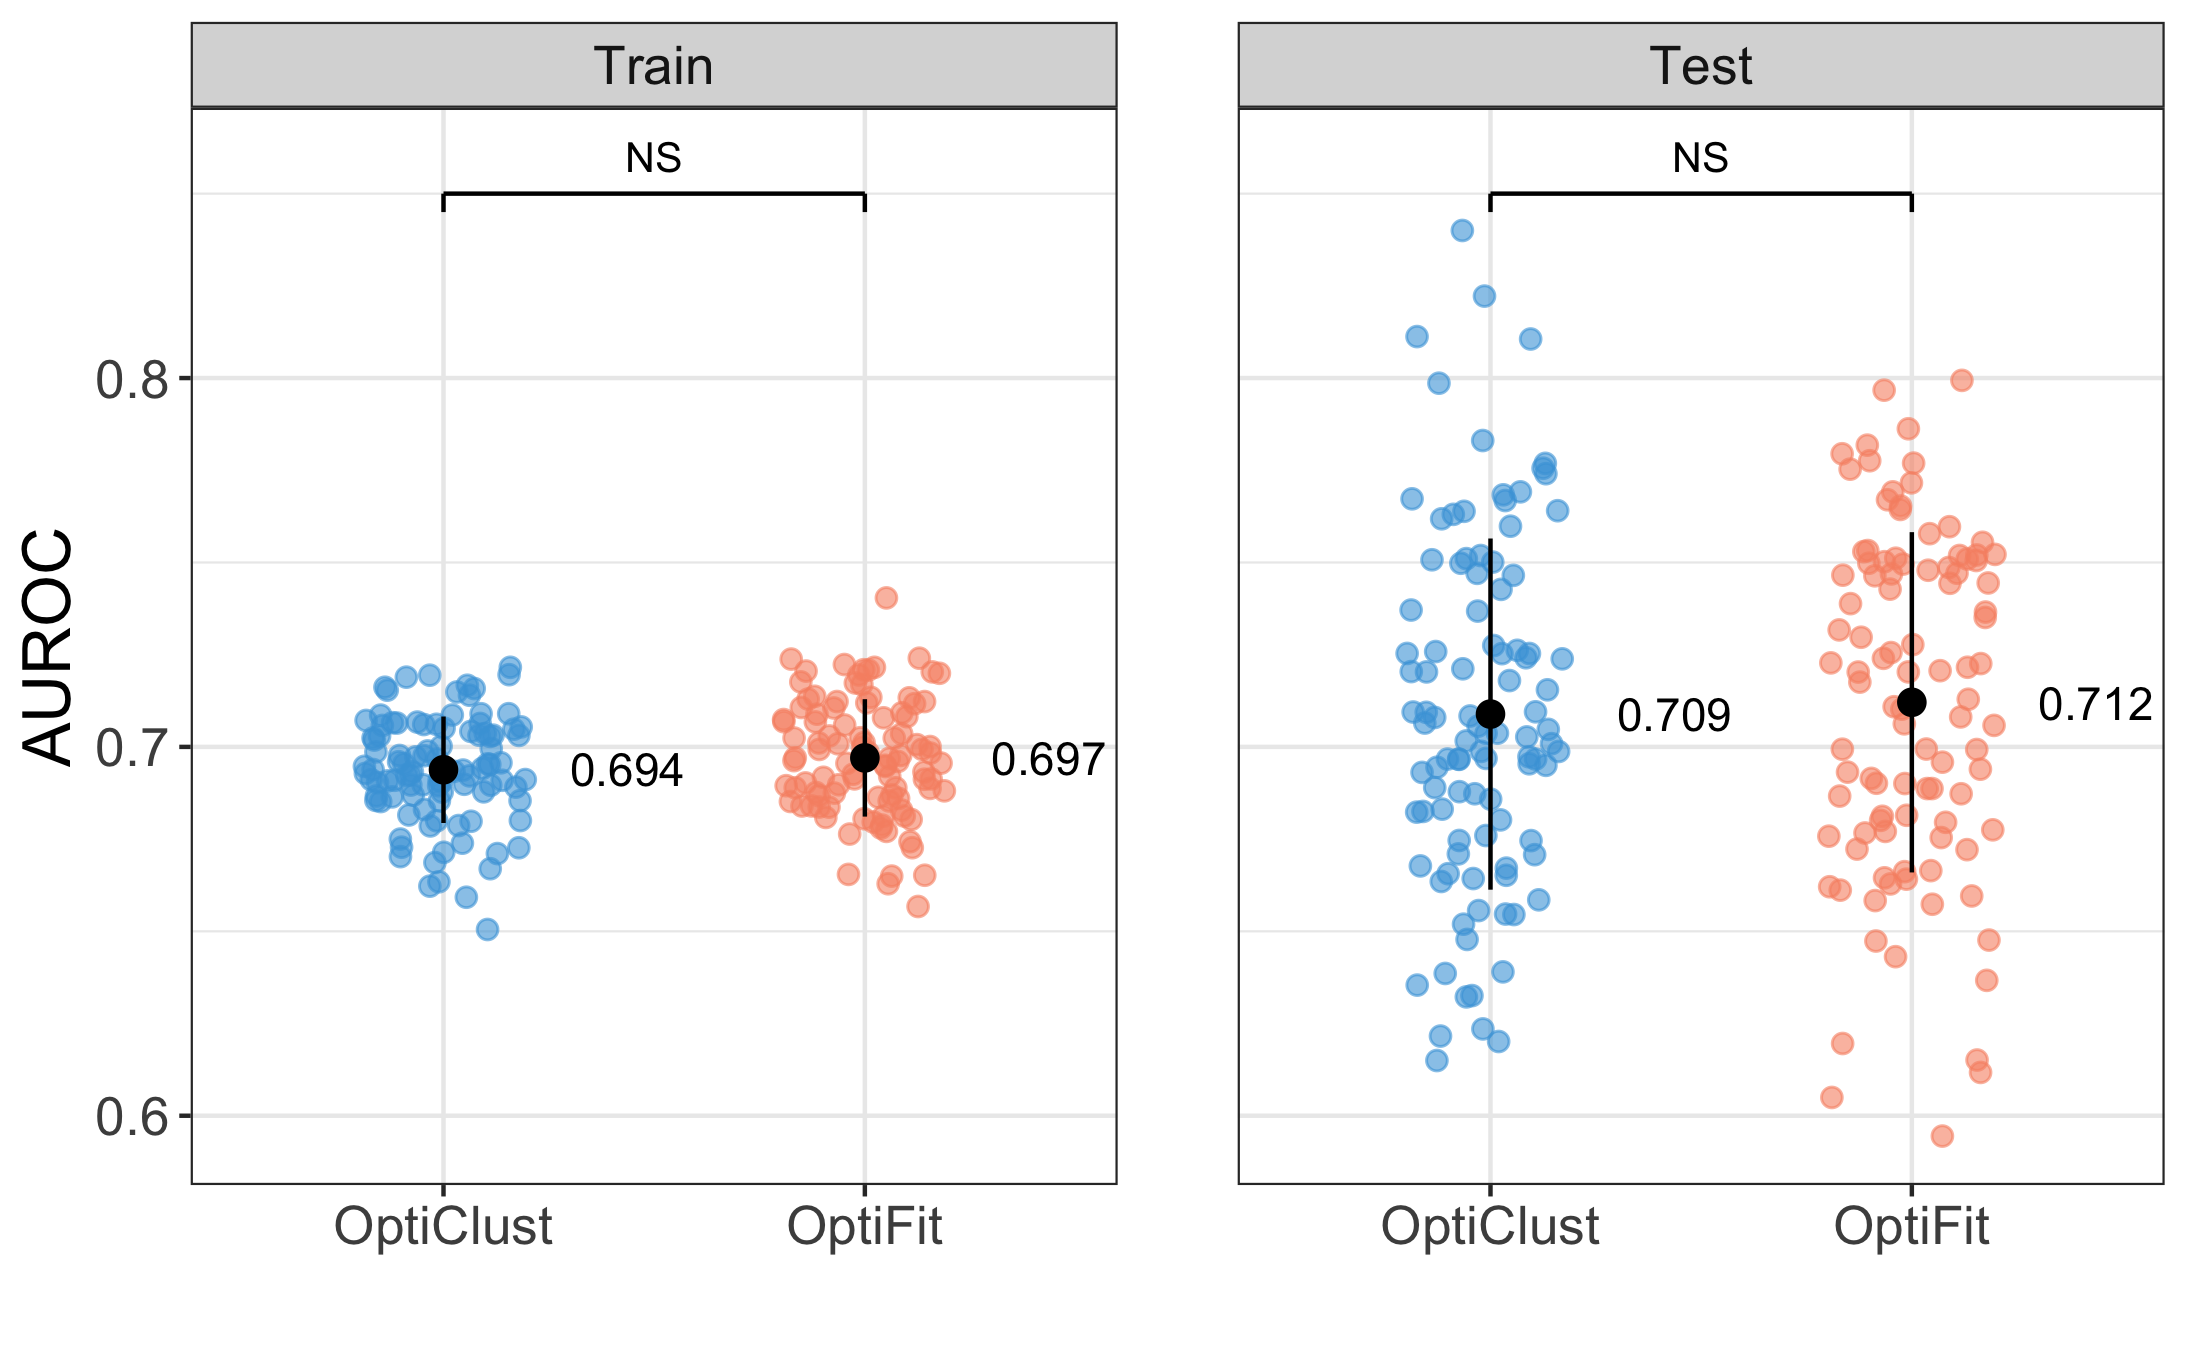 Train
Test
NS
NS
AUROC
0.8
0.7
0.6
0.694
0.697
0.709
0.712
OptiClust
OptiFit
OptiClust
OptiFit